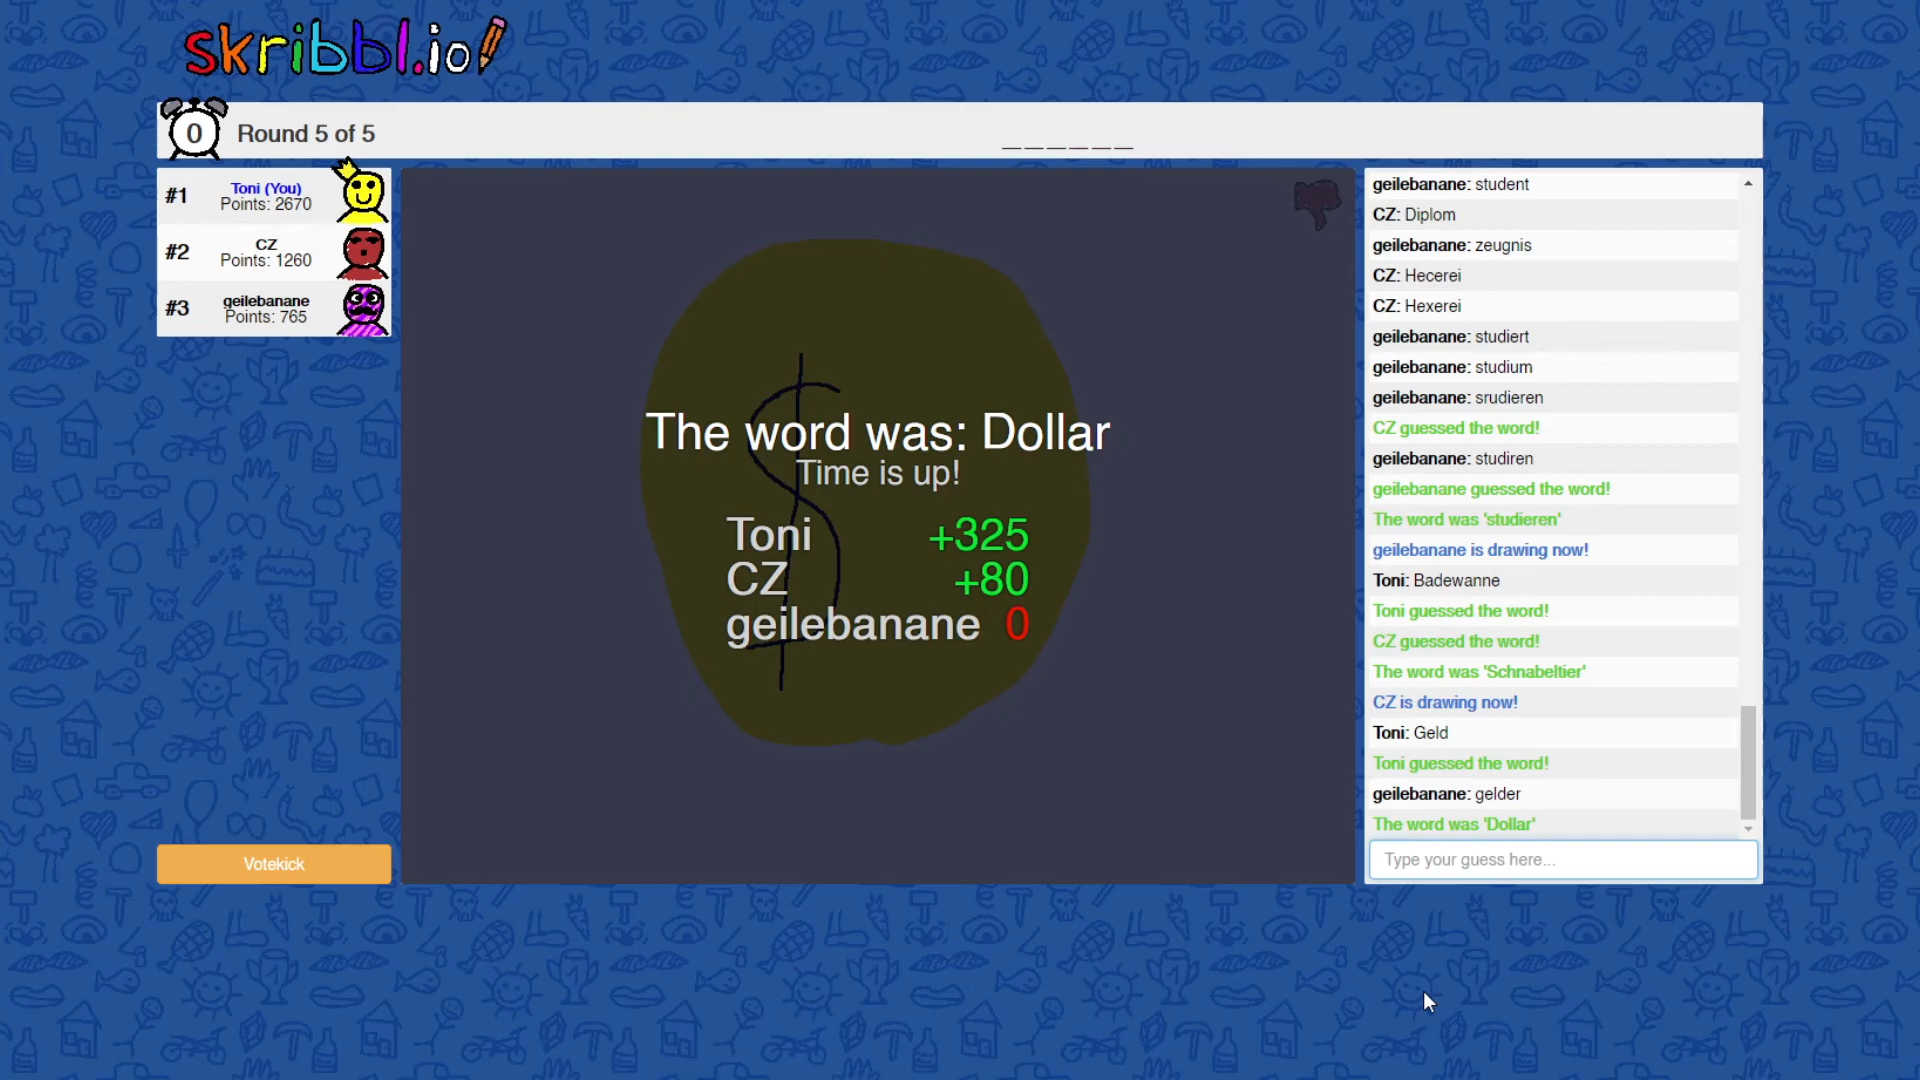 skribbl.io
0
Round 5 of 5
______
#1
Toni (You)
Points: 2670
#2
CZ
Points: 1260
#3
geilebanane
Points: 765
Votekick
The word was: Dollar
Time is up!
Toni +325
CZ +80
geilebanane 0
geilebanane: student
CZ: Diplom
geilebanane: zeugnis
CZ: Hecerei
CZ: Hexerei
geilebanane: studiert
geilebanane: studium
geilebanane: srudieren
CZ guessed the word!
geilebanane: studiren
geilebanane guessed the word!
The word was 'studieren'
geilebanane is drawing now!
Toni: Badewanne
Toni guessed the word!
CZ guessed the word!
The word was 'Schnabeltier'
CZ is drawing now!
Toni: Geld
Toni guessed the word!
geilebanane: gelder
The word was 'Dollar'
Type your guess here...